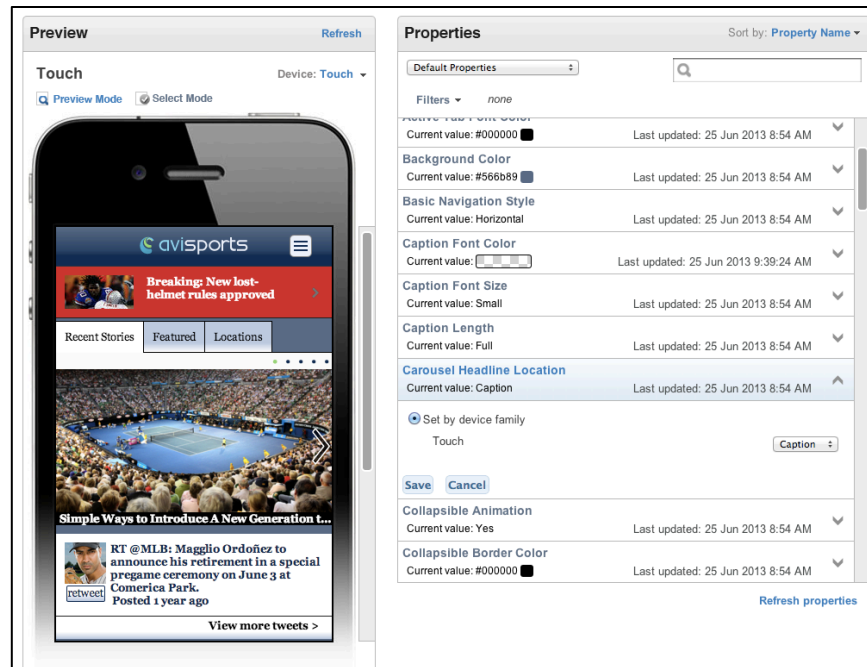 Preview
Refresh
Touch
Device: Touch
Preview Mode
Select Mode
avisports
Breaking: New lost-
helmet rules approved
Recent Stories
Featured
Locations
Simple Ways to Introduce A New Generation t...
RT @MLB: Magglio Ordoñez to
announce his retirement in a special
pregame ceremony on June 3 at
Comerica Park.
Posted 1 year ago
retweet
View more tweets >
Properties
Sort by: Property Name
Default Properties
Filters
none
Active Tab Font Color
Current value: #000000
Last updated: 25 Jun 2013 8:54 AM
Background Color
Current value: #566b89
Last updated: 25 Jun 2013 8:54 AM
Basic Navigation Style
Current value: Horizontal
Last updated: 25 Jun 2013 8:54 AM
Caption Font Color
Current value:
Last updated: 25 Jun 2013 9:39:24 AM
Caption Font Size
Current value: Small
Last updated: 25 Jun 2013 8:54 AM
Caption Length
Current value: Full
Last updated: 25 Jun 2013 8:54 AM
Carousel Headline Location
Current value: Caption
Last updated: 25 Jun 2013 8:54 AM
Set by device family
Touch
Caption
Save
Cancel
Collapsible Animation
Current value: Yes
Last updated: 25 Jun 2013 8:54 AM
Collapsible Border Color
Current value: #000000
Last updated: 25 Jun 2013 8:54 AM
Refresh properties